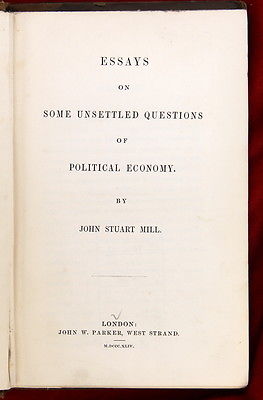 ESSAYS
ON
SOME UNSETTLED QUESTIONS
OF
POLITICAL ECONOMY.
BY
JOHN STUART MILL.
LONDON:
JOHN W. PARKER, WEST STRAND.
M.DCCC.XLIV.